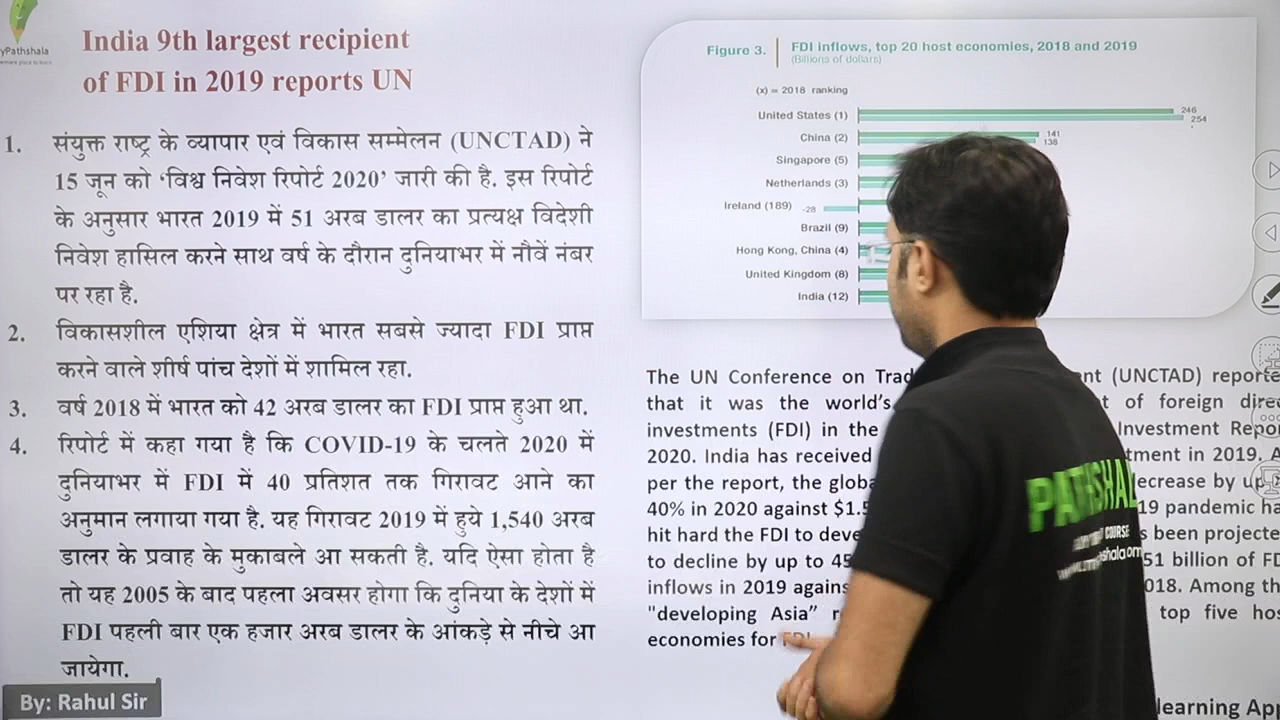 yPathshala
India 9th largest recipient
of FDI in 2019 reports UN
1. संयुक्त राष्ट्र के व्यापार एवं विकास सम्मेलन (UNCTAD) ने
15 जून को ‘विश्व निवेश रिपोर्ट 2020’ जारी की है. इस रिपोर्ट
के अनुसार भारत 2019 में 51 अरब डालर का प्रत्यक्ष विदेशी
निवेश हासिल करने साथ वर्ष के दौरान दुनियाभर में नौवें नंबर
पर रहा है.
2. विकासशील एशिया क्षेत्र में भारत सबसे ज्यादा FDI प्राप्त
करने वाले शीर्ष पांच देशों में शामिल रहा.
3. वर्ष 2018 में भारत को 42 अरब डालर का FDI प्राप्त हुआ था.
4. रिपोर्ट में कहा गया है कि COVID-19 के चलते 2020 में
दुनियाभर में FDI में 40 प्रतिशत तक गिरावट आने का
अनुमान लगाया गया है. यह गिरावट 2019 में हुये 1,540 अरब
डालर के प्रवाह के मुकाबले आ सकती है. यदि ऐसा होता है
तो यह 2005 के बाद पहला अवसर होगा कि दुनिया के देशों में
FDI पहली बार एक हजार अरब डालर के आंकड़े से नीचे आ
जायेगा.
By: Rahul Sir
Figure 3. FDI inflows, top 20 host economies, 2018 and 2019
(Billions of dollars)
(x) = 2018 ranking
United States (1) 246
254
China (2) 141
138
Singapore (5)
Netherlands (3)
Ireland (189) -28
Brazil (9)
Hong Kong, China (4)
United Kingdom (8)
India (12)
The UN Conference on Trad nt (UNCTAD) reporte
that it was the world’s t of foreign direc
investments (FDI) in the Investment Repor
2020. India has received tment in 2019. A
per the report, the globa decrease by up
40% in 2020 against $1.5 19 pandemic ha
hit hard the FDI to deve s been projecte
to decline by up to 45 51 billion of FD
inflows in 2019 agains 018. Among th
"developing Asia” r top five hos
economies for FDI
PATHSHAL
COURSE
learning App